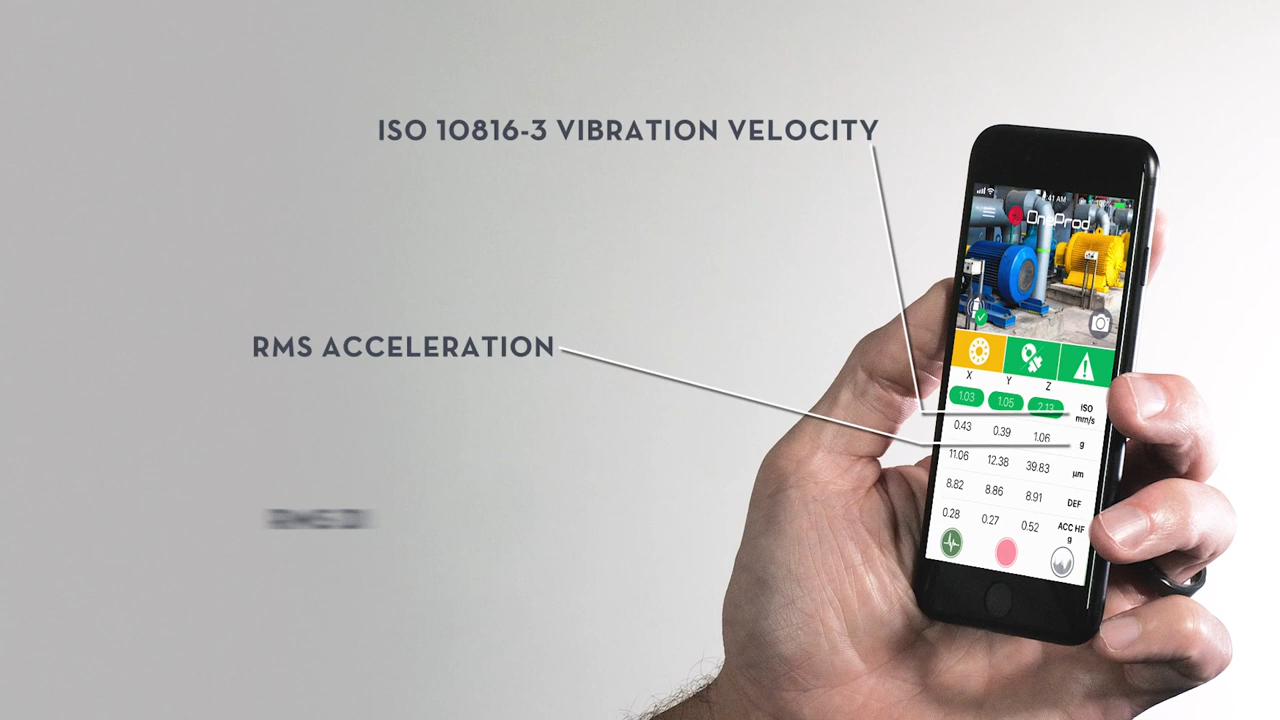 ISO 10816-3 VIBRATION VELOCITY
RMS ACCELERATION
OneProd
X Y Z
1.03 1.05 2.13 ISO mm/s
0.43 0.39 1.06 g
11.06 12.38 39.83 µm
8.82 8.86 8.91 DEF
0.28 0.27 0.52 ACC HF g